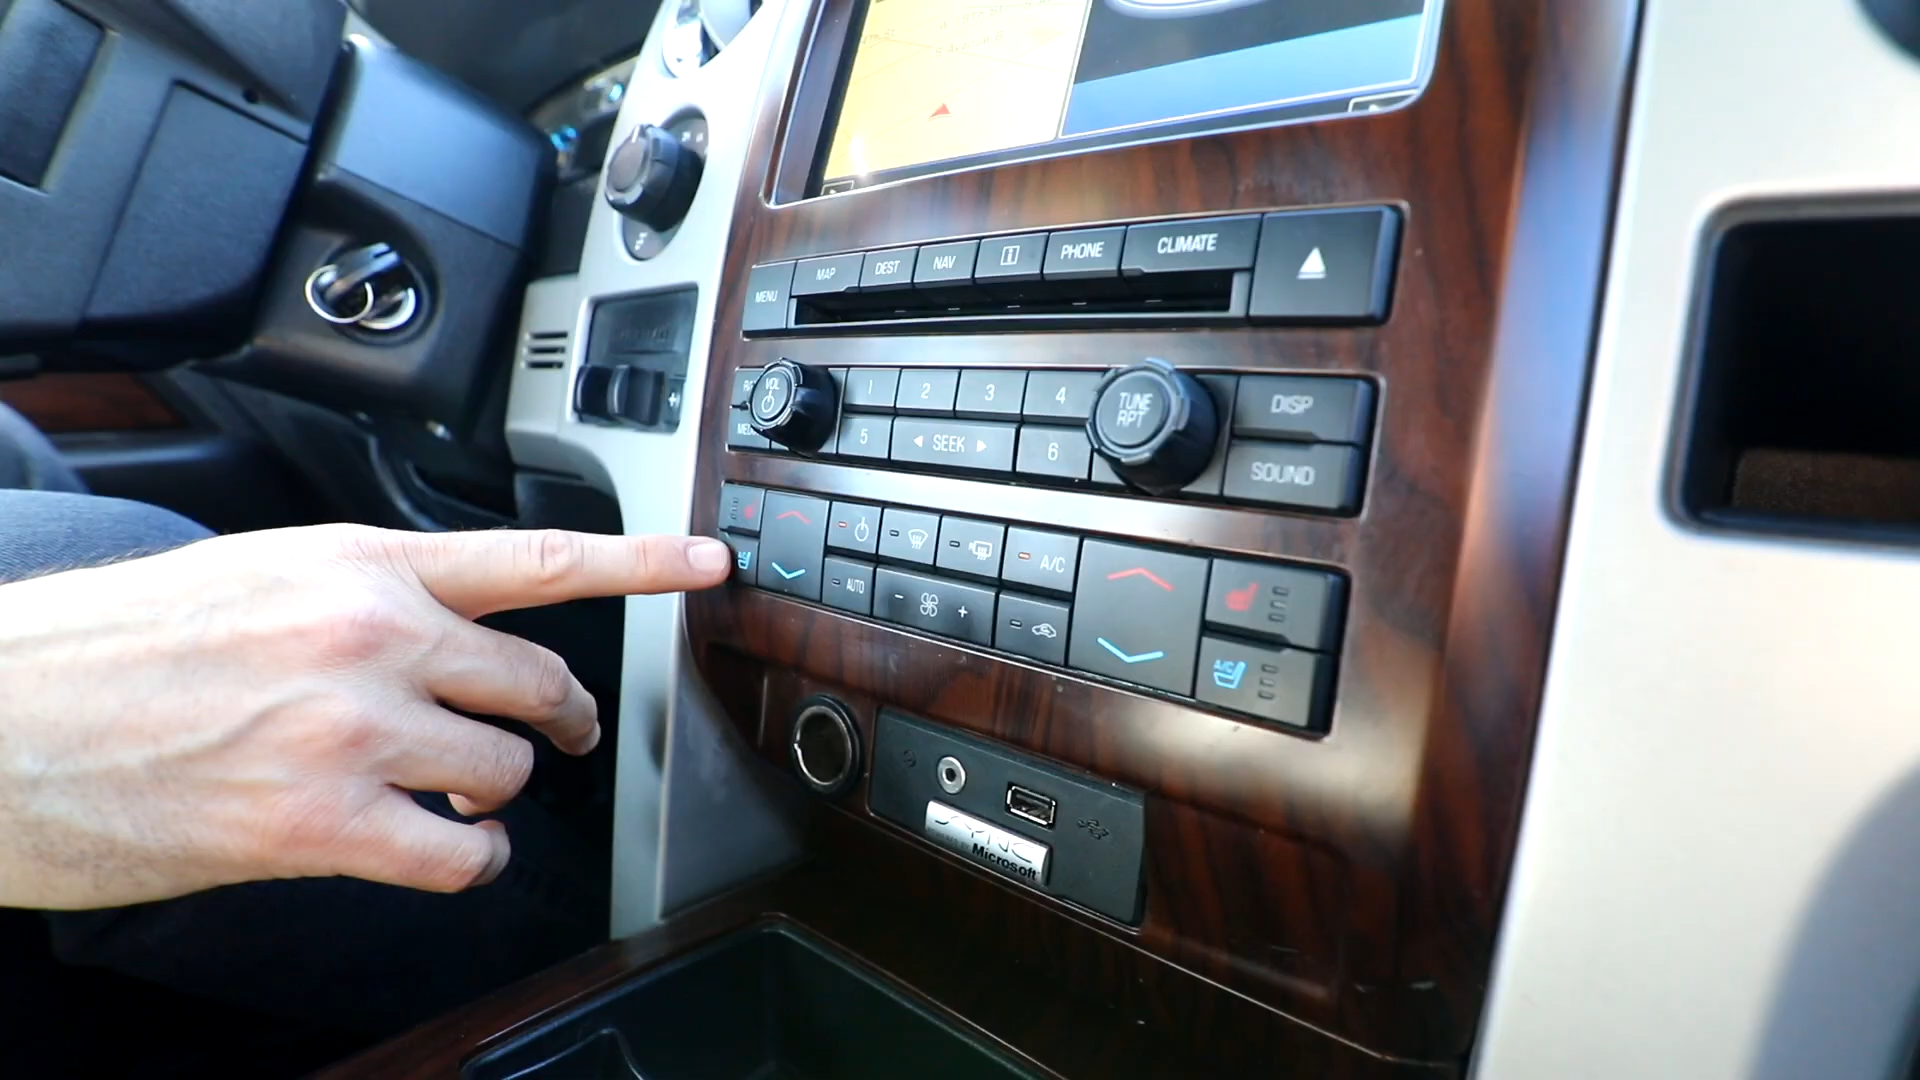 MENU MAP DEST NAV i PHONE CLIMATE
VOL 1 2 3 4 TUNE DISP
5 SEEK 6 RPT SOUND
A/C
AUTO - +
A/C
SYNC
Microsoft